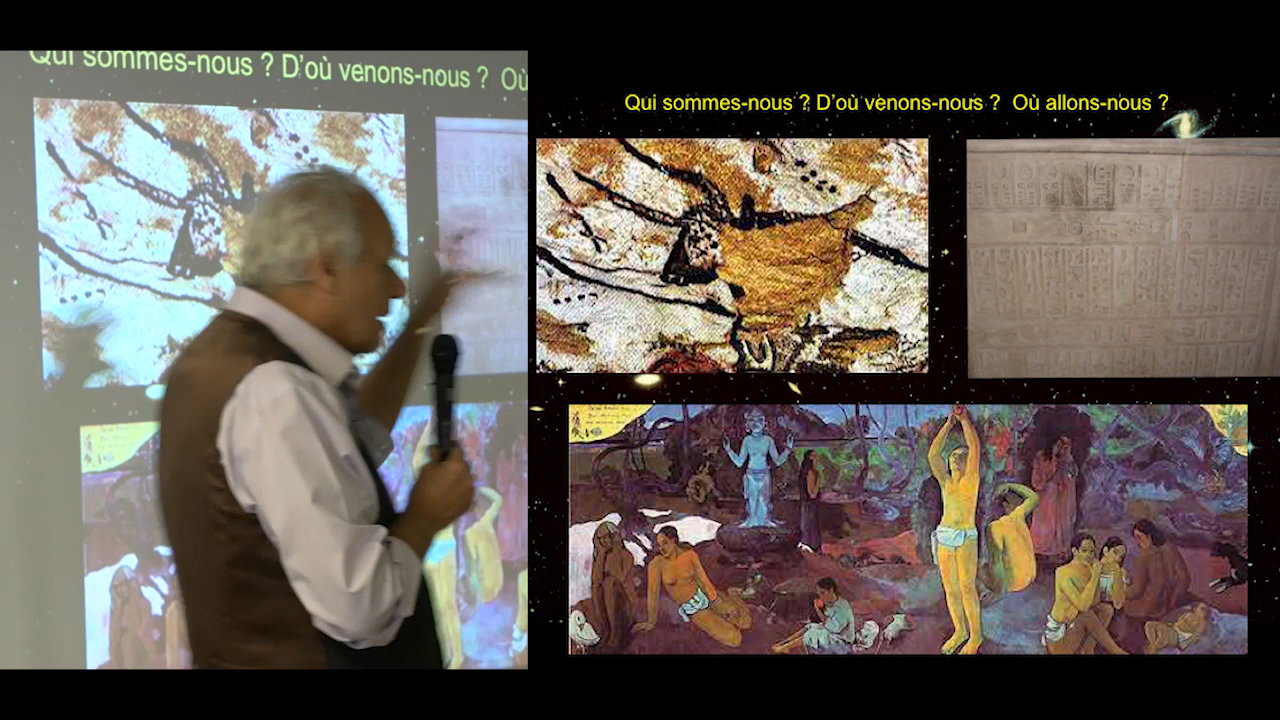 Qui sommes-nous ? D'où venons-nous ? Où
Qui sommes-nous ? D'où venons-nous ? Où allons-nous ?